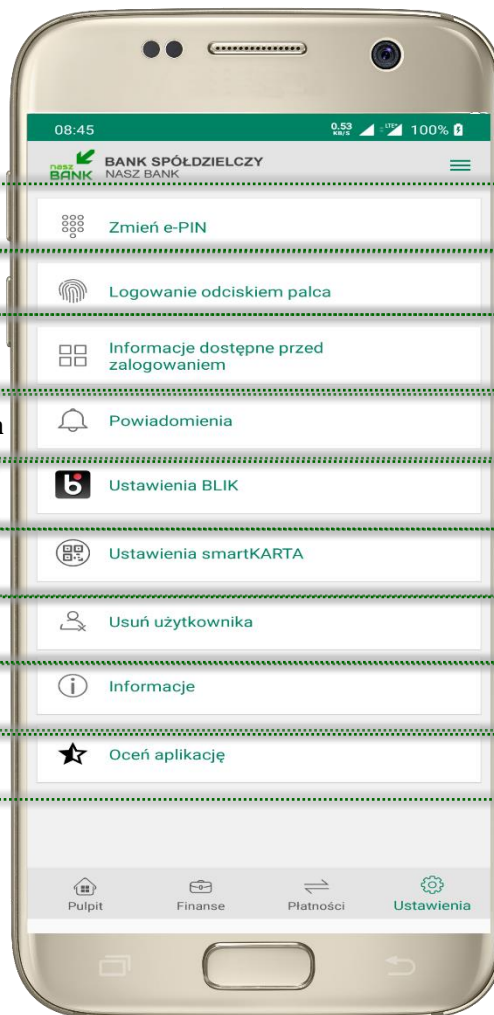 08:45 0.53 KB/S LTE+ 100%
nasz BANK BANK SPÓŁDZIELCZY
NASZ BANK
Zmień e-PIN
Logowanie odciskiem palca
Informacje dostępne przed
zalogowaniem
Powiadomienia
Ustawienia BLIK
Ustawienia smartKARTA
Usuń użytkownika
Informacje
Oceń aplikację
Pulpit Finanse Płatności Ustawienia